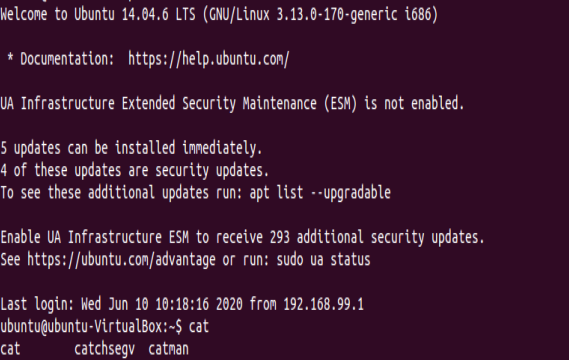 Welcome to Ubuntu 14.04.6 LTS (GNU/Linux 3.13.0-170-generic i686)
* Documentation:  https://help.ubuntu.com/
UA Infrastructure Extended Security Maintenance (ESM) is not enabled.
5 updates can be installed immediately.
4 of these updates are security updates.
To see these additional updates run: apt list --upgradable
Enable UA Infrastructure ESM to receive 293 additional security updates.
See https://ubuntu.com/advantage or run: sudo ua status
Last login: Wed Jun 10 10:18:16 2020 from 192.168.99.1
ubuntu@ubuntu-VirtualBox:~$ cat
cat        catchsegv  catman